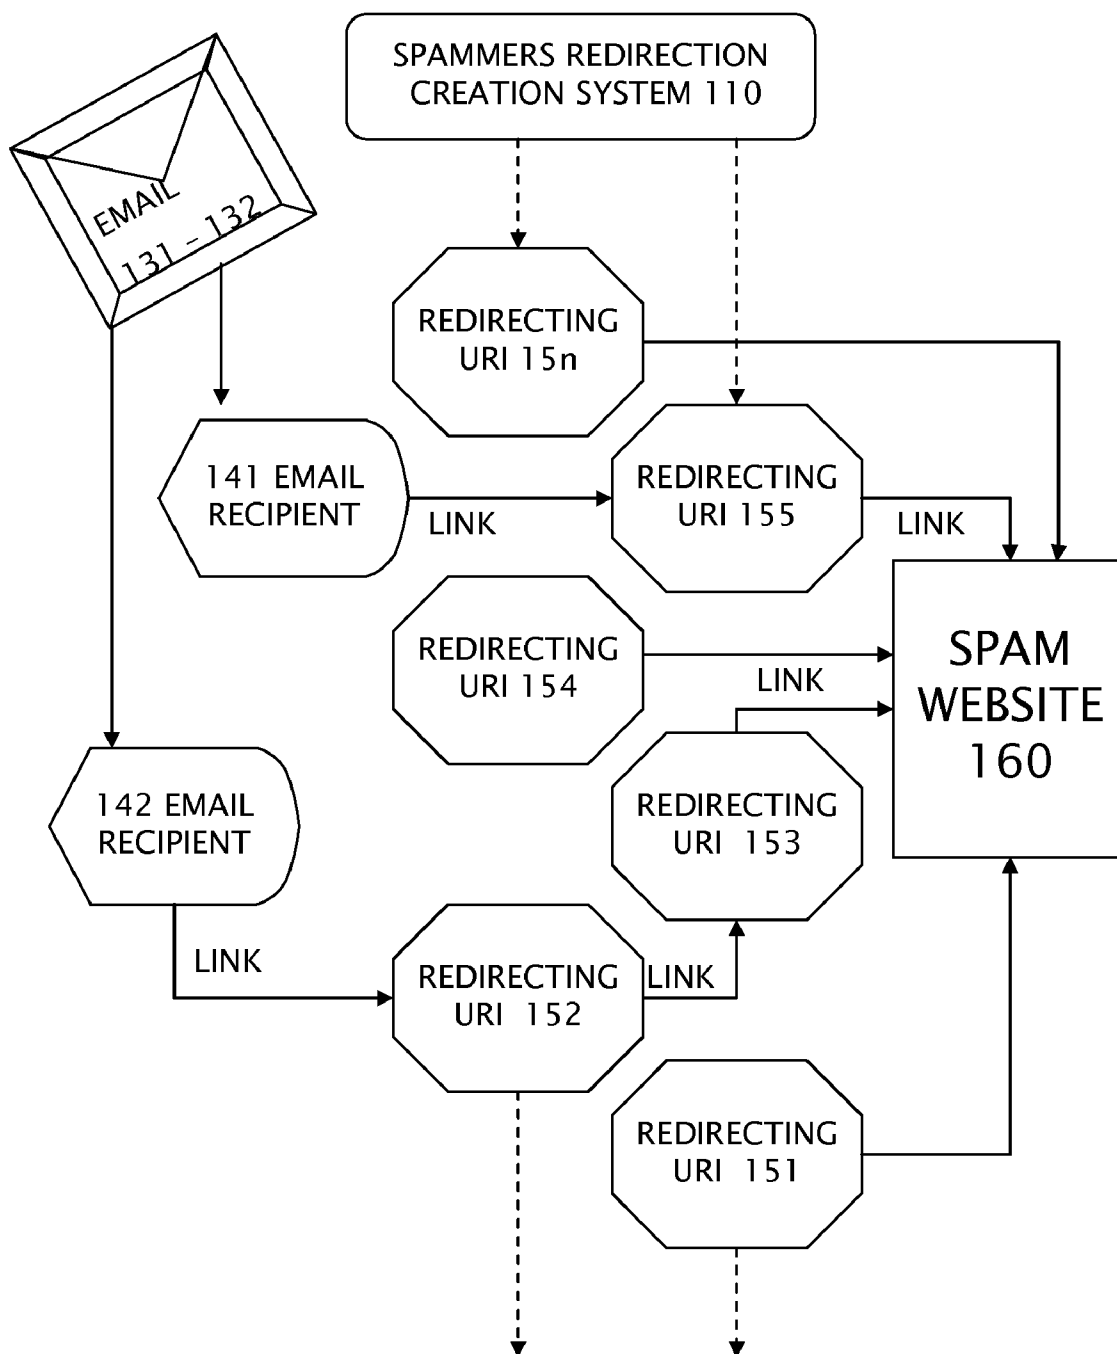 SPAMMERS REDIRECTION
CREATION SYSTEM 110
EMAIL
131 – 132
REDIRECTING
URI 15n
141 EMAIL
RECIPIENT
LINK
REDIRECTING
URI 155
LINK
REDIRECTING
URI 154
LINK
SPAM
WEBSITE
160
142 EMAIL
RECIPIENT
REDIRECTING
URI 153
LINK
REDIRECTING
URI 152
LINK
REDIRECTING
URI 151